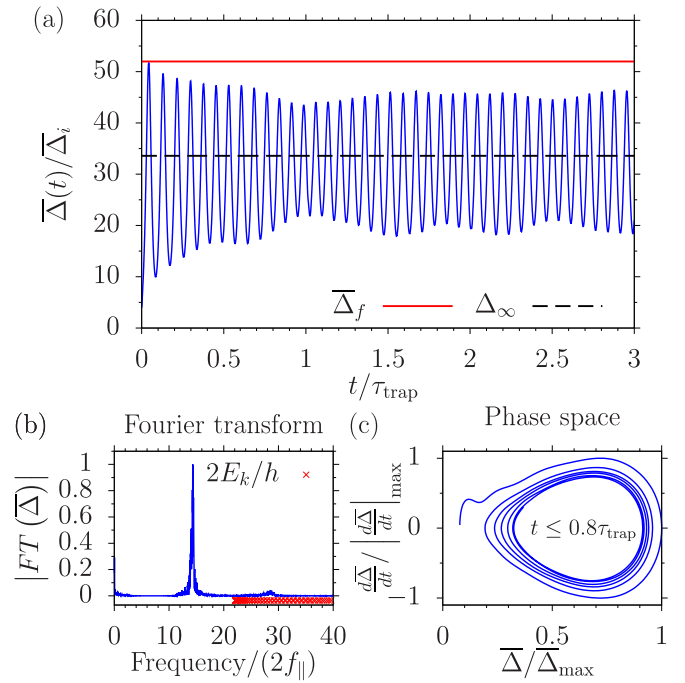 (a)
Δ̅(t)/Δ̅_i
60
50
40
30
20
10
0
Δ̅_f
Δ_∞
0 0.5 1 1.5 2 2.5 3
t/τ_trap
(b) Fourier transform
|FT (Δ̅)|
1
0.8
0.6
0.4
0.2
0
2E_k/h
0 10 20 30 40
Frequency/(2f_∥)
(c) Phase space
dΔ̅/dt / |dΔ̅/dt|_max
1
0
1
t ≤ 0.8τ_trap
0 0.5 1
Δ̅/Δ̅_max